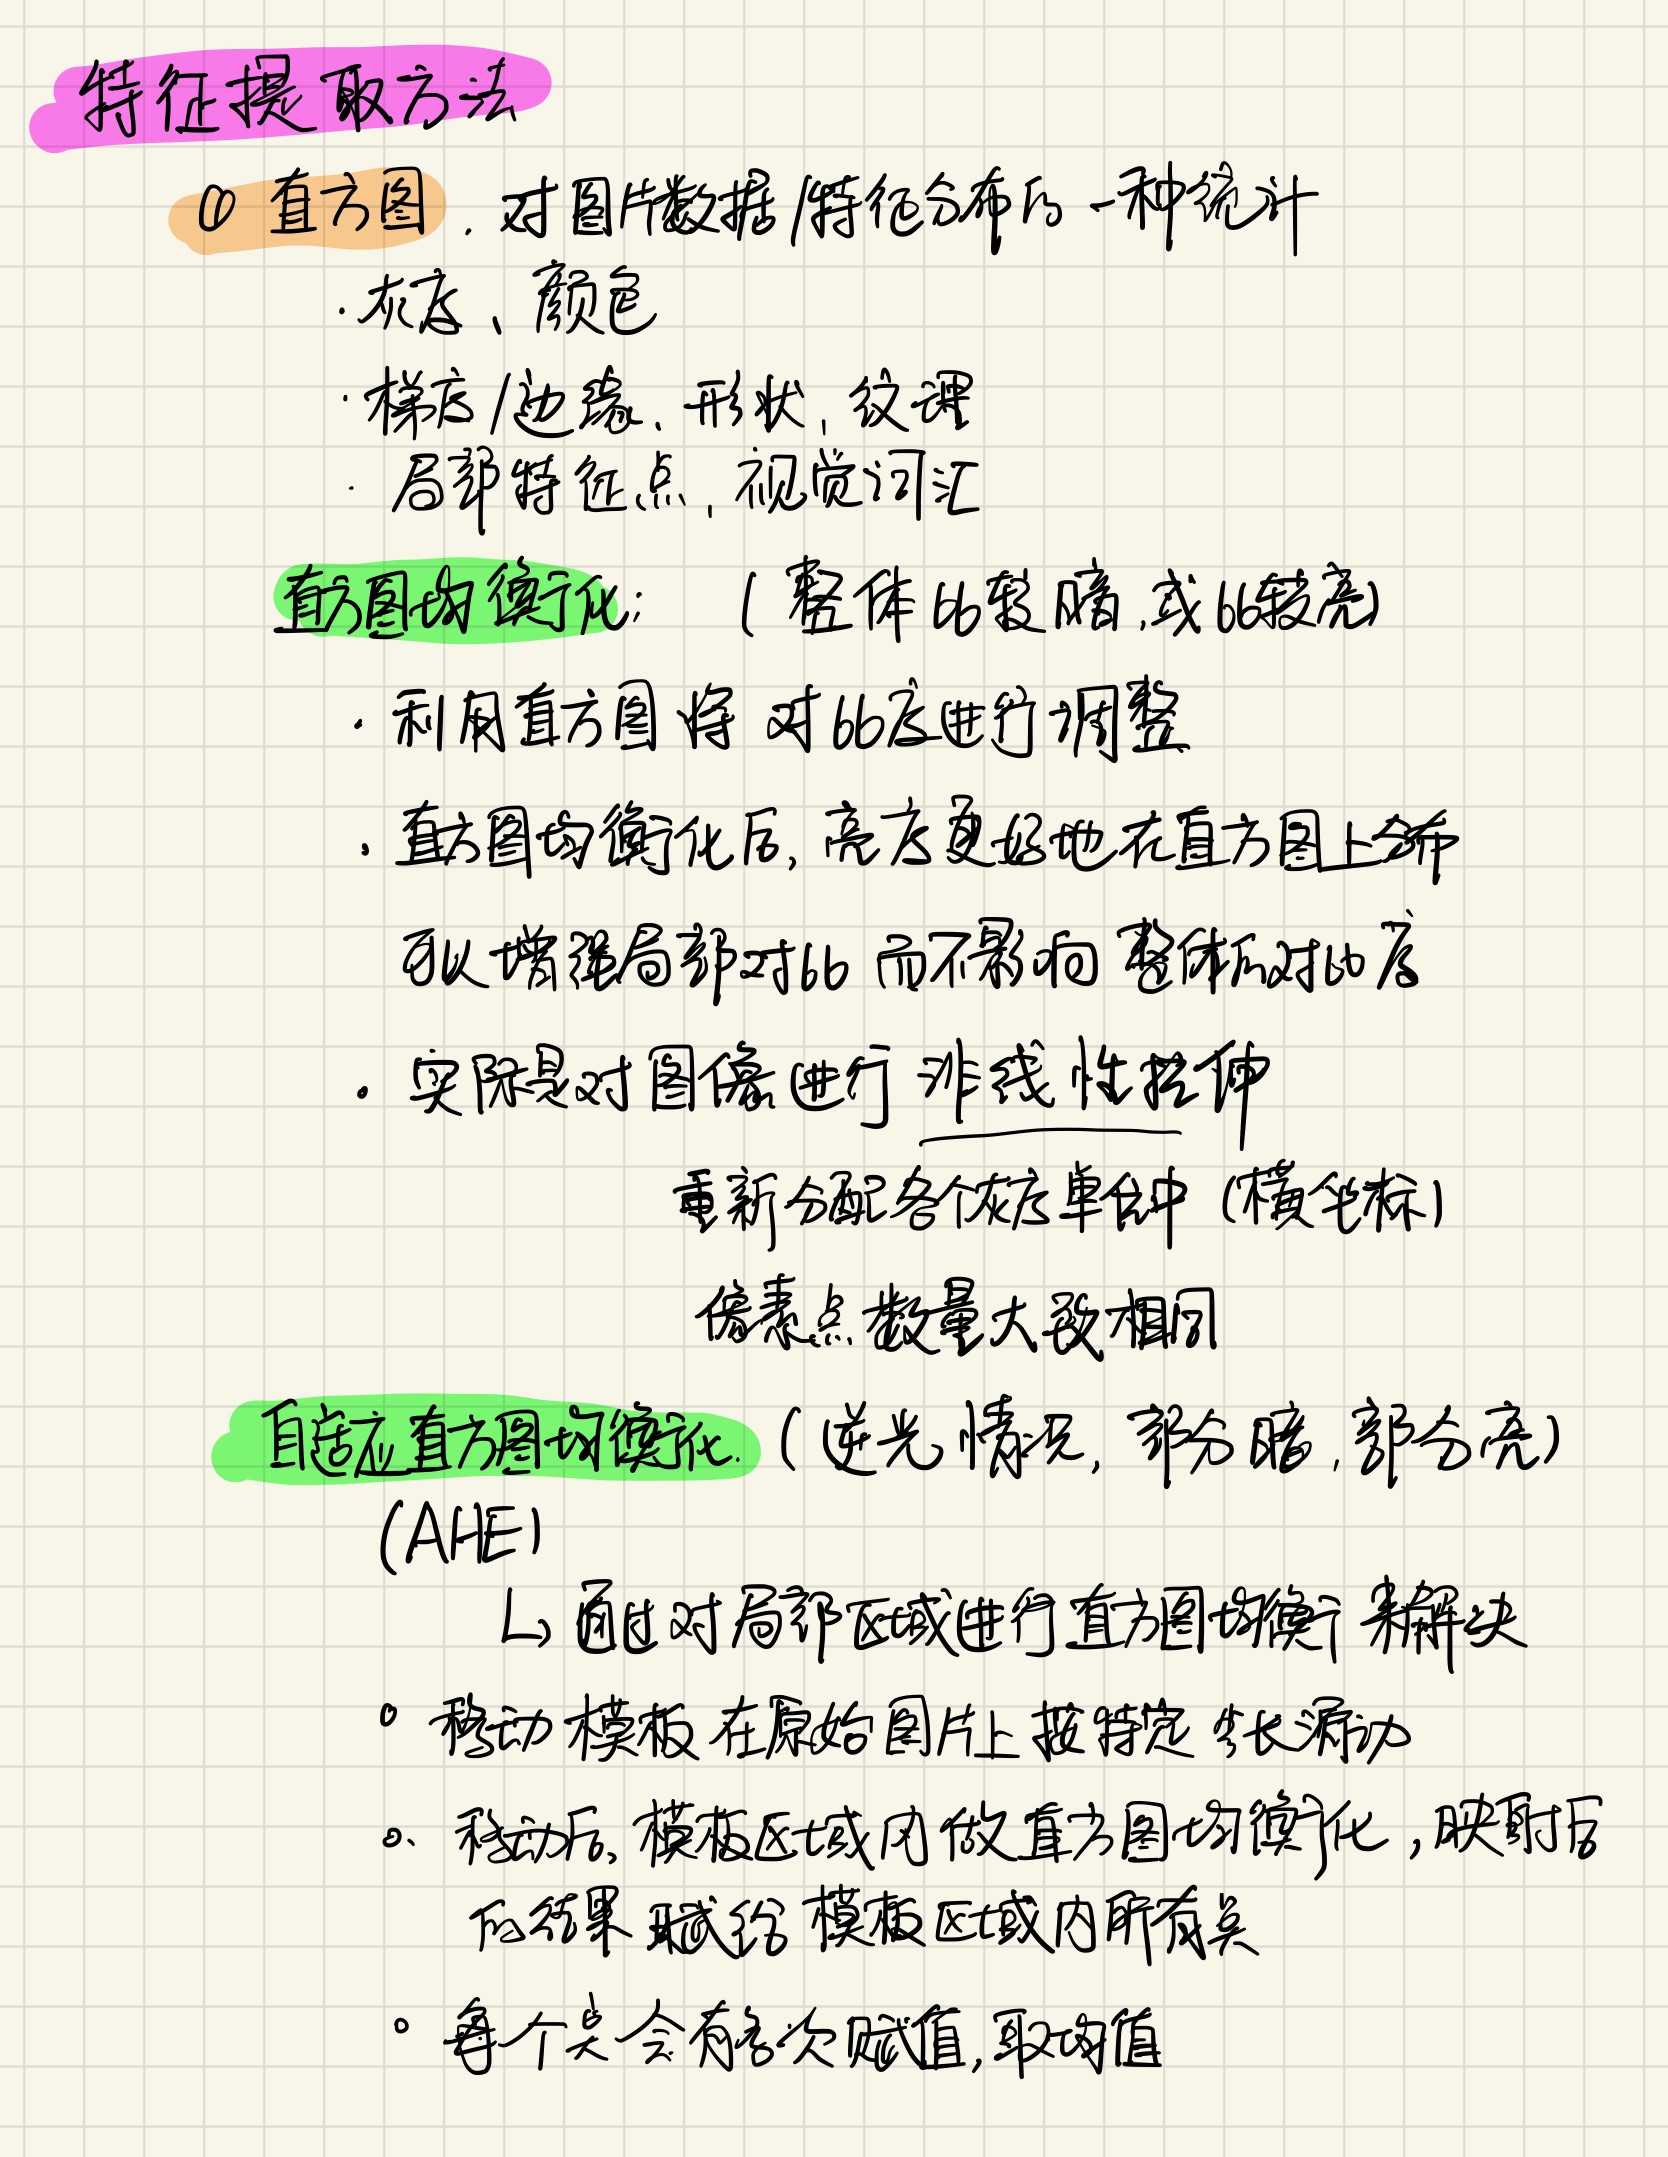 特征提取方法
① 直方图. 对图片数据/特征分布的一种统计
·灰度、颜色
·梯度/边缘、形状, 纹理
·局部特征点, 视觉词汇
直方图均衡化: (整体比较暗,或比较亮)
·利用直方图将 对比度进行调整
·直方图均衡化后, 亮度更好地在直方图上分布
可以增强局部对比 而不影响 整体的对比度
·实际是对图像进行 非线性拉伸
重新分配各个灰度单位中 (横坐标)
像素点数量大致相同
自适应直方图均衡化. (逆光情况, 部分暗, 部分亮)
(AHE)
↳ 通过对局部区域进行直方图均衡 来解决
° 移动模板在原始图片上按特定步长滑动
°. 移动后, 模板区域内做直方图均衡化, 映射后
的结果赋给模板区域内所有点
° 每个点会有多次赋值, 取均值